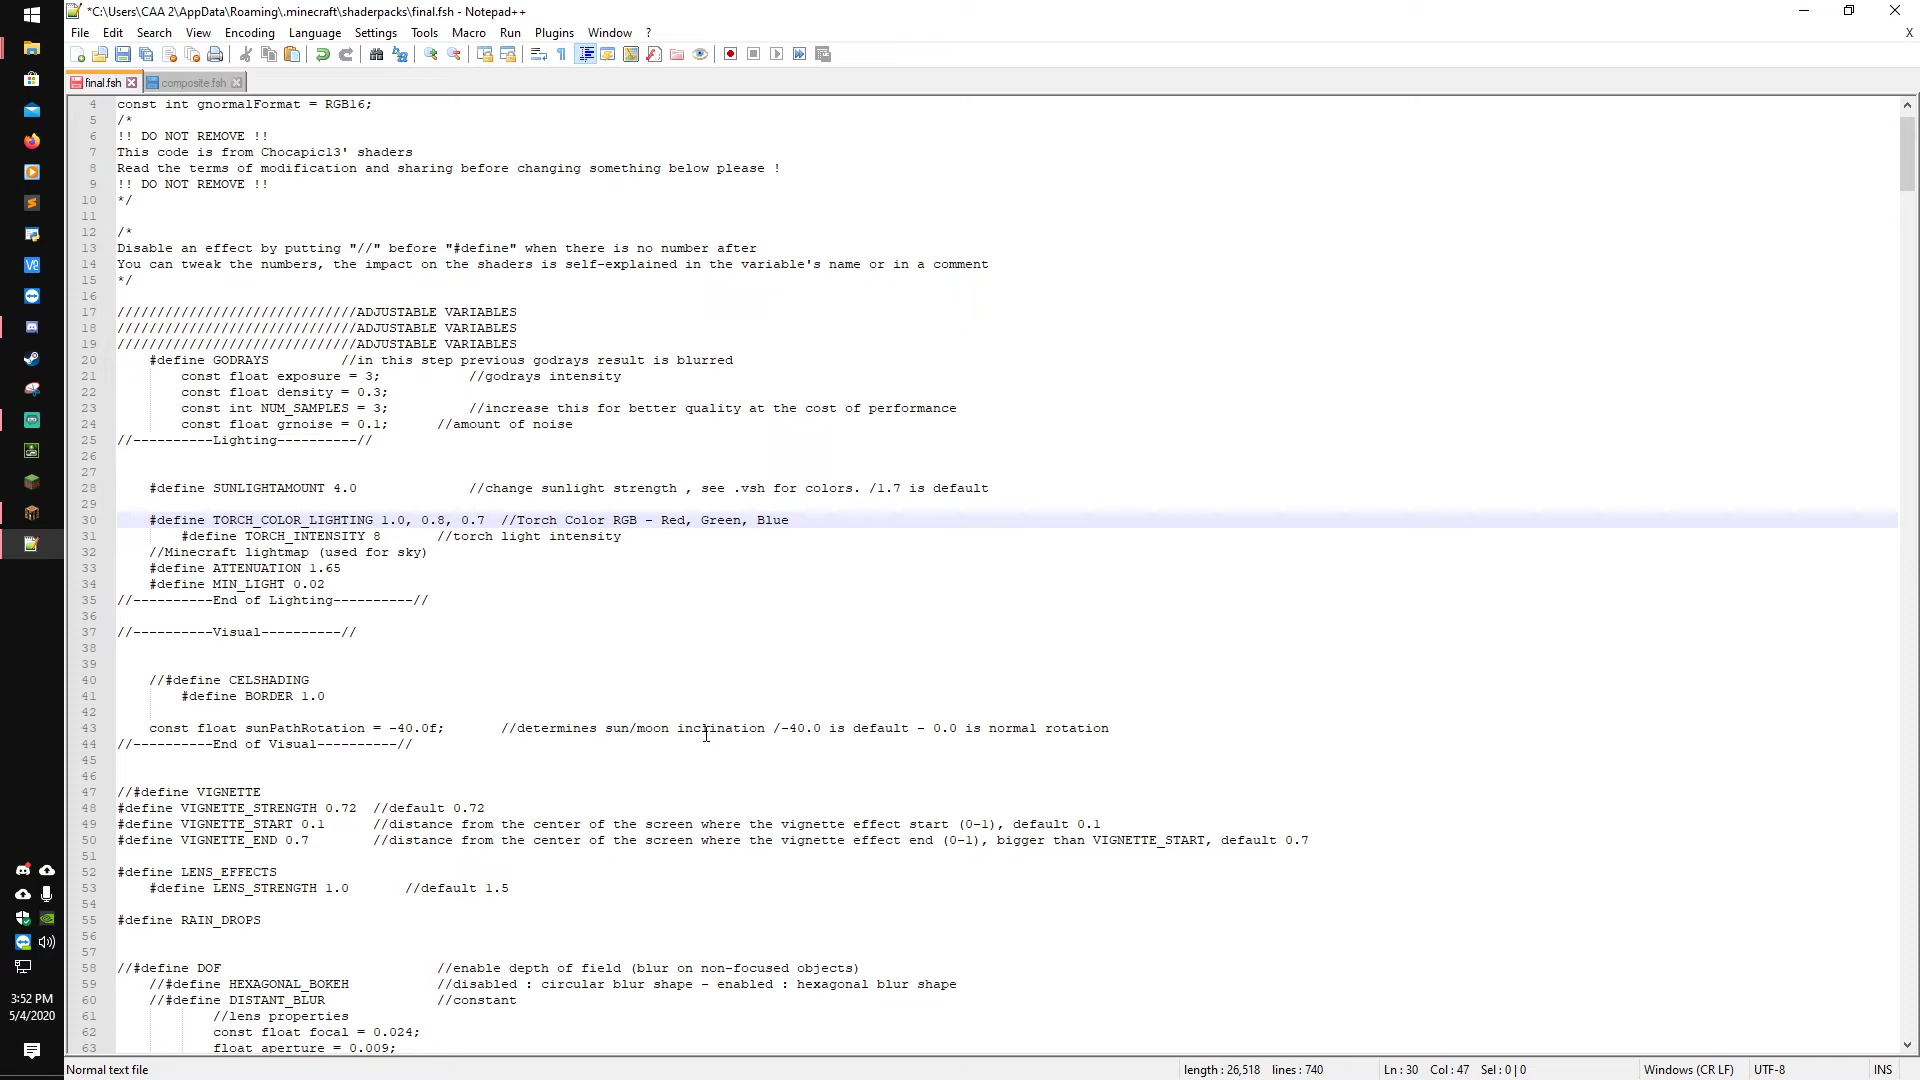 *C:\Users\CAA 2\AppData\Roaming\.minecraft\shaderpacks\final.fsh - Notepad++
File Edit Search View Encoding Language Settings Tools Macro Run Plugins Window ? X
final.fsh composite.fsh
4 const int gnormalFormat = RGB16;
5 /*
6 !! DO NOT REMOVE !!
7 This code is from Chocapic13' shaders
8 Read the terms of modification and sharing before changing something below please !
9 !! DO NOT REMOVE !!
10 */
11
12 /*
13 Disable an effect by putting "//" before "#define" when there is no number after
14 You can tweak the numbers, the impact on the shaders is self-explained in the variable's name or in a comment
15 */
16
17 //////////////////////////////ADJUSTABLE VARIABLES
18 //////////////////////////////ADJUSTABLE VARIABLES
19 //////////////////////////////ADJUSTABLE VARIABLES
20 #define GODRAYS //in this step previous godrays result is blurred
21 const float exposure = 3; //godrays intensity
22 const float density = 0.3;
23 const int NUM_SAMPLES = 3; //increase this for better quality at the cost of performance
24 const float grnoise = 0.1; //amount of noise
25 //----------Lighting----------//
26
27
28 #define SUNLIGHTAMOUNT 4.0 //change sunlight strength , see .vsh for colors. /1.7 is default
29
30 #define TORCH_COLOR_LIGHTING 1.0, 0.8, 0.7 //Torch Color RGB - Red, Green, Blue
31 #define TORCH_INTENSITY 8 //torch light intensity
32 //Minecraft lightmap (used for sky)
33 #define ATTENUATION 1.65
34 #define MIN_LIGHT 0.02
35 //----------End of Lighting----------//
36
37 //----------Visual----------//
38
39
40 //#define CELSHADING
41 #define BORDER 1.0
42
43 const float sunPathRotation = -40.0f; //determines sun/moon inclination /-40.0 is default - 0.0 is normal rotation
44 //----------End of Visual----------//
45
46
47 //#define VIGNETTE
48 #define VIGNETTE_STRENGTH 0.72 //default 0.72
49 #define VIGNETTE_START 0.1 //distance from the center of the screen where the vignette effect start (0-1), default 0.1
50 #define VIGNETTE_END 0.7 //distance from the center of the screen where the vignette effect end (0-1), bigger than VIGNETTE_START, default 0.7
51
52 #define LENS_EFFECTS
53 #define LENS_STRENGTH 1.0 //default 1.5
54
55 #define RAIN_DROPS
56
57
58 //#define DOF //enable depth of field (blur on non-focused objects)
59 //#define HEXAGONAL_BOKEH //disabled : circular blur shape - enabled : hexagonal blur shape
60 //#define DISTANT_BLUR //constant
61 //lens properties
62 const float focal = 0.024;
63 float aperture = 0.009;
3:52 PM
5/4/2020
Normal text file length : 26,518 lines : 740 Ln : 30 Col : 47 Sel : 0 | 0 Windows (CR LF) UTF-8 INS